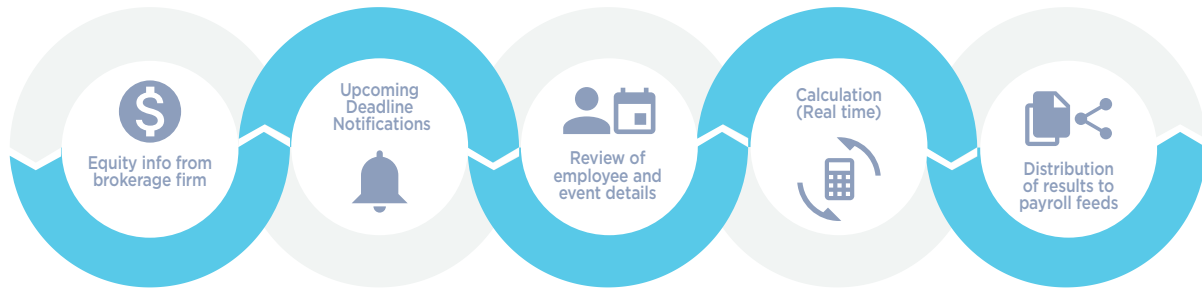 Equity info from
brokerage firm
Upcoming
Deadline
Notifications
Review of
employee and
event details
Calculation
(Real time)
Distribution
of results to
payroll feeds